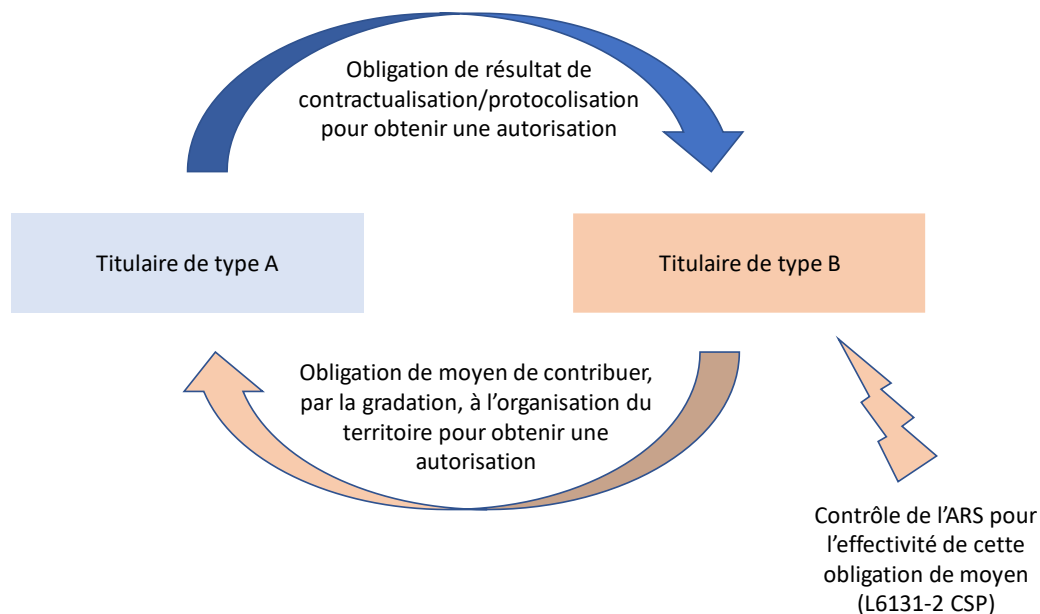 Obligation de résultat de
contractualisation/protocolisation
pour obtenir une autorisation
Titulaire de type A
Titulaire de type B
Obligation de moyen de contribuer,
par la gradation, à l’organisation du
territoire pour obtenir une
autorisation
Contrôle de l’ARS pour
l’effectivité de cette
obligation de moyen
(L6131-2 CSP)